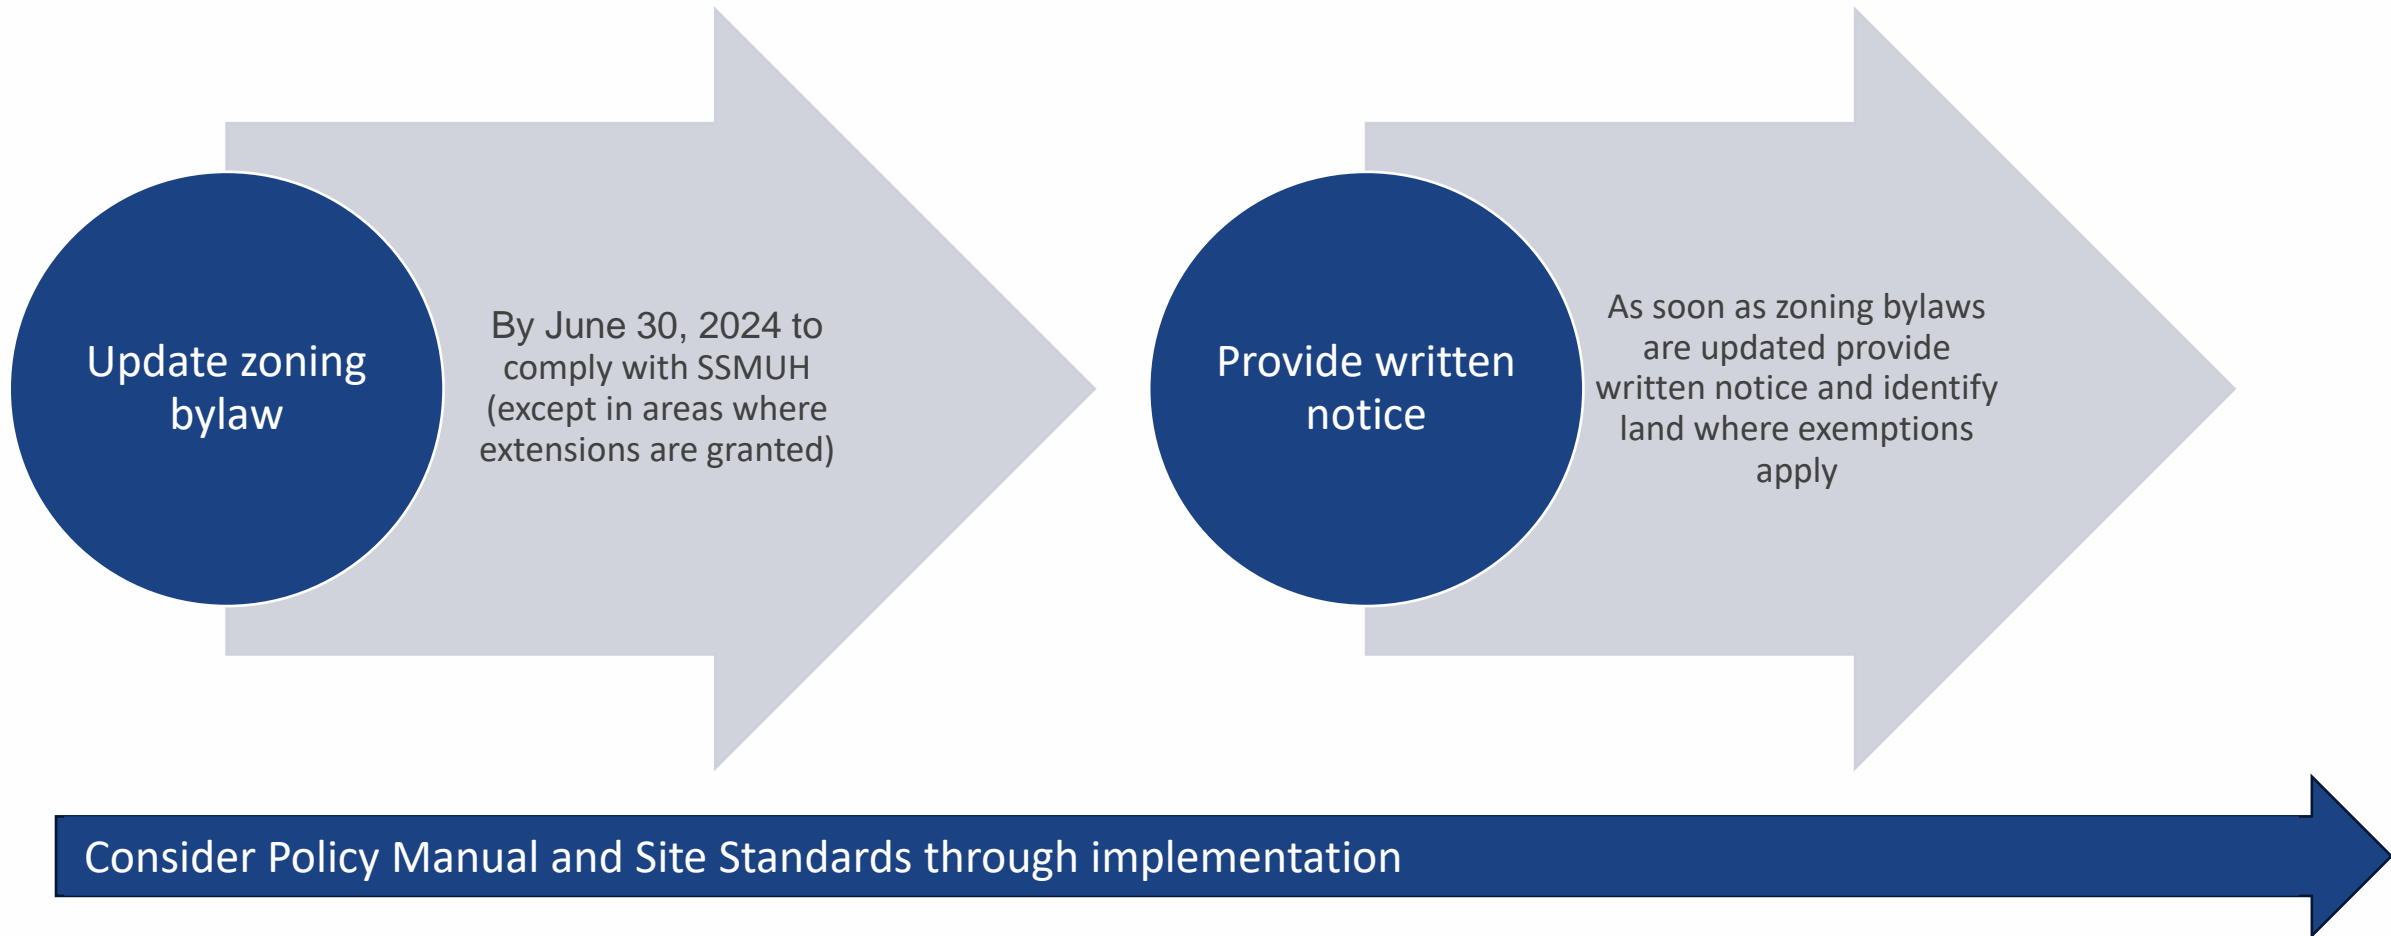 Update zoning
bylaw
By June 30, 2024 to
comply with SSMUH
(except in areas where
extensions are granted)
Provide written
notice
As soon as zoning bylaws
are updated provide
written notice and identify
land where exemptions
apply
Consider Policy Manual and Site Standards through implementation